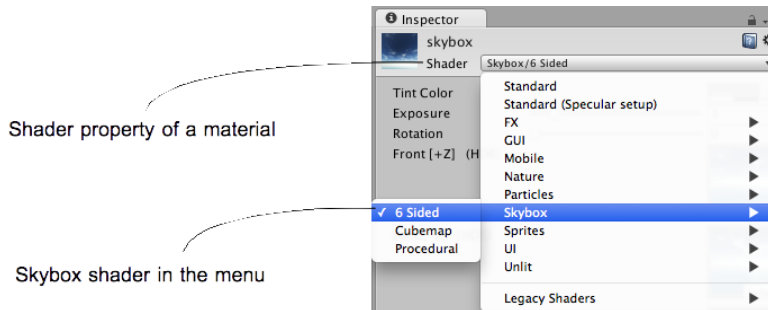 Inspector
skybox
Shader
Skybox/6 Sided
Tint Color
Exposure
Rotation
Front [+Z] (H
Standard
Standard (Specular setup)
FX
GUI
Mobile
Nature
Particles
Skybox
Sprites
UI
Unlit
Legacy Shaders
✓ 6 Sided
Cubemap
Procedural
Shader property of a material
Skybox shader in the menu